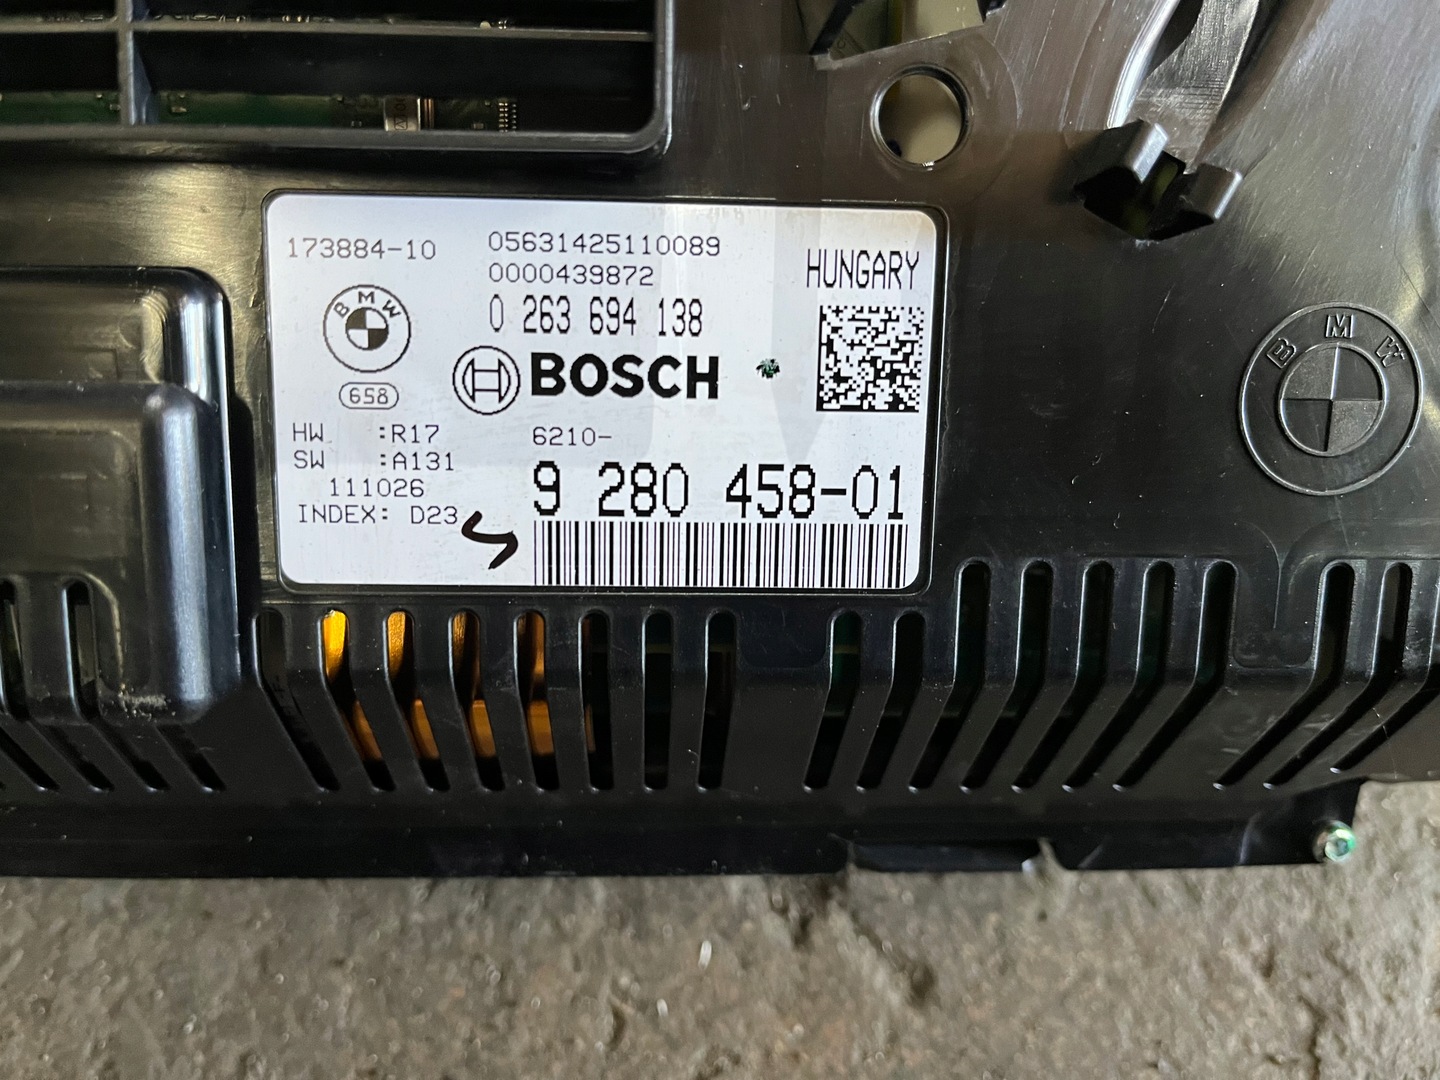 173884-10
05631425110089
0000439872
HUNGARY
0 263 694 138
BMW
658
BOSCH
HW :R17
SW :A131
111026
INDEX: D23
6210-
9 280 458-01
BMW